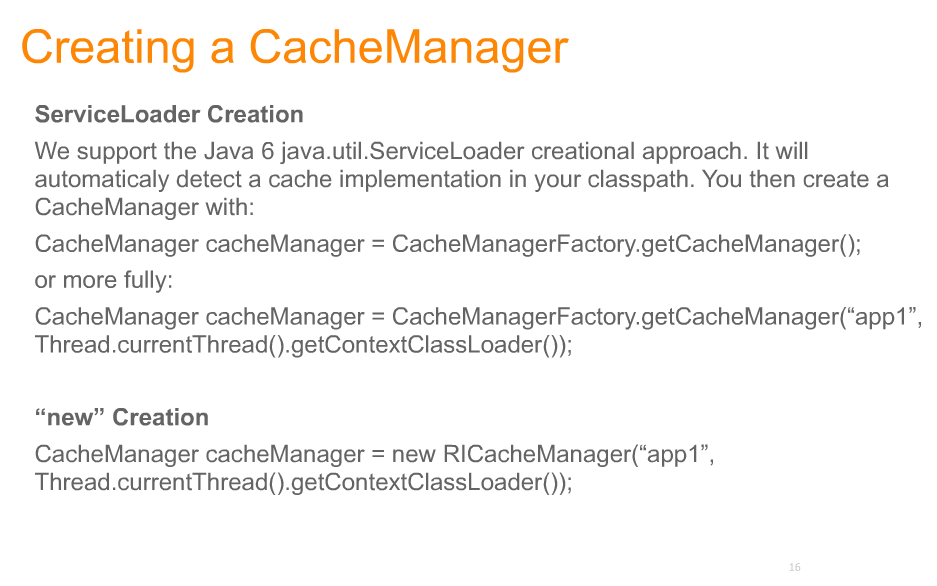 Creating a CacheManager
ServiceLoader Creation
We support the Java 6 java.util.ServiceLoader creational approach. It will
automaticaly detect a cache implementation in your classpath. You then create a
CacheManager with:
CacheManager cacheManager = CacheManagerFactory.getCacheManager();
or more fully:
CacheManager cacheManager = CacheManagerFactory.getCacheManager(“app1”,
Thread.currentThread().getContextClassLoader());
“new” Creation
CacheManager cacheManager = new RICacheManager(“app1”,
Thread.currentThread().getContextClassLoader());
16